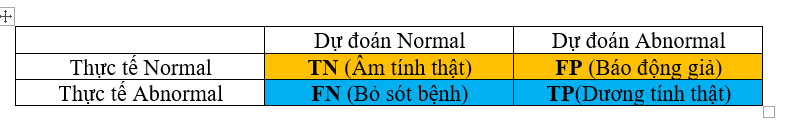 Dự đoán Normal Dự đoán Abnormal
Thực tế Normal TN (Âm tính thật) FP (Báo động giả)
Thực tế Abnormal FN (Bỏ sót bệnh) TP(Dương tính thật)